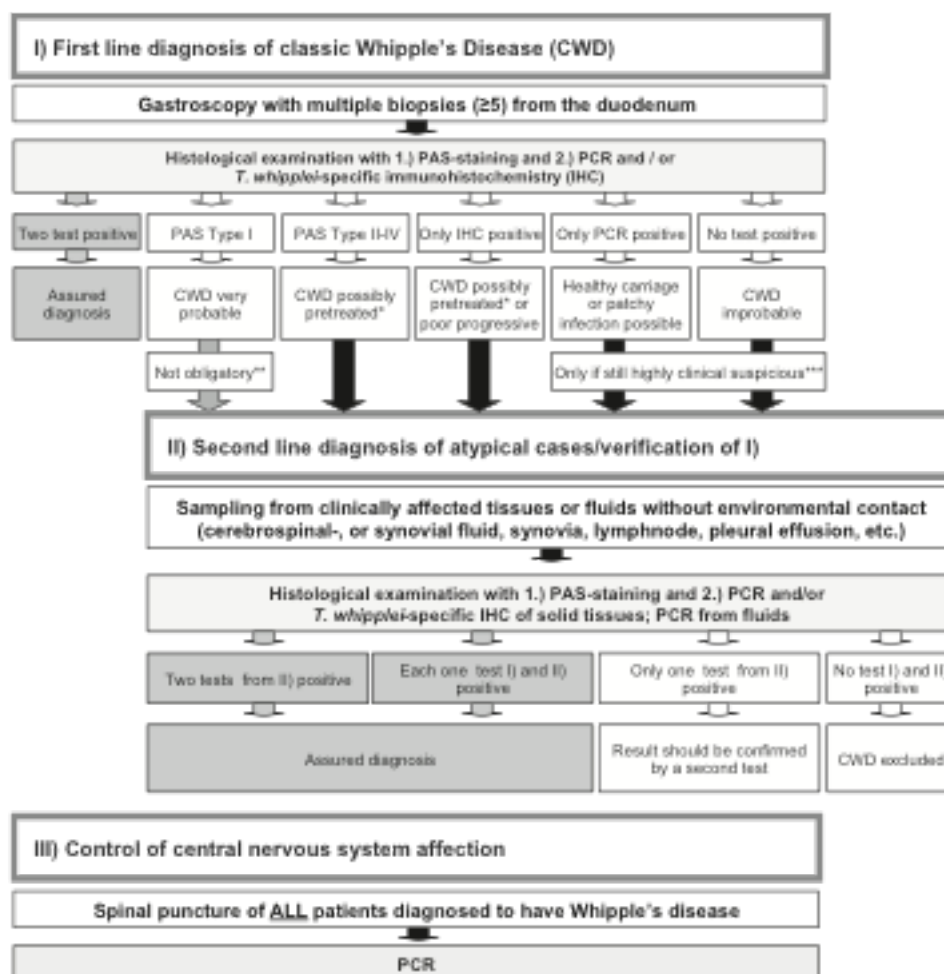 I) First line diagnosis of classic Whipple's Disease (CWD)
Gastroscopy with multiple biopsies (≥5) from the duodenum
Histological examination with 1.) PAS-staining and 2.) PCR and / or
T. whipplei-specific immunohistochemistry (IHC)
Two test positive
PAS Type I
PAS Type II-IV
Only IHC positive
Only PCR positive
No test positive
Assured
diagnosis
CWD very
probable
CWD possibly
pretreated*
CWD possibly
pretreated* or
poor progressive
Healthy carriage
or patchy
infection possible
CWD
improbable
Not obligatory**
Only if still highly clinical suspicious***
II) Second line diagnosis of atypical cases/verification of I)
Sampling from clinically affected tissues or fluids without environmental contact
(cerebrospinal-, or synovial fluid, synovia, lymphnode, pleural effusion, etc.)
Histological examination with 1.) PAS-staining and 2.) PCR and/or
T. whipplei-specific IHC of solid tissues; PCR from fluids
Two tests from II) positive
Each one test I) and II)
positive
Only one test from II)
positive
No test I) and II
positive
Assured diagnosis
Result should be confirmed
by a second test
CWD excluded
III) Control of central nervous system affection
Spinal puncture of ALL patients diagnosed to have Whipple's disease
PCR